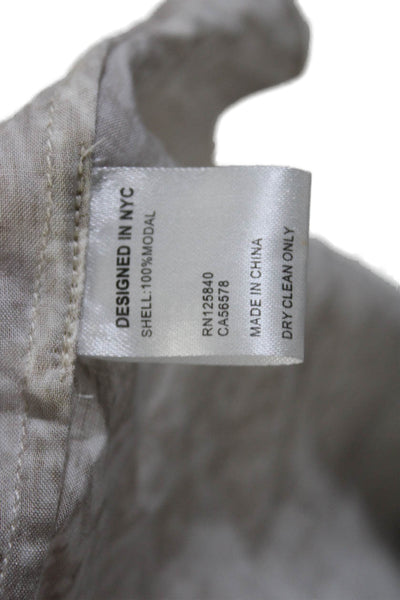 DESIGNED IN NYC
SHELL:100%MODAL
RN125840
CA56578
MADE IN CHINA
DRY CLEAN ONLY